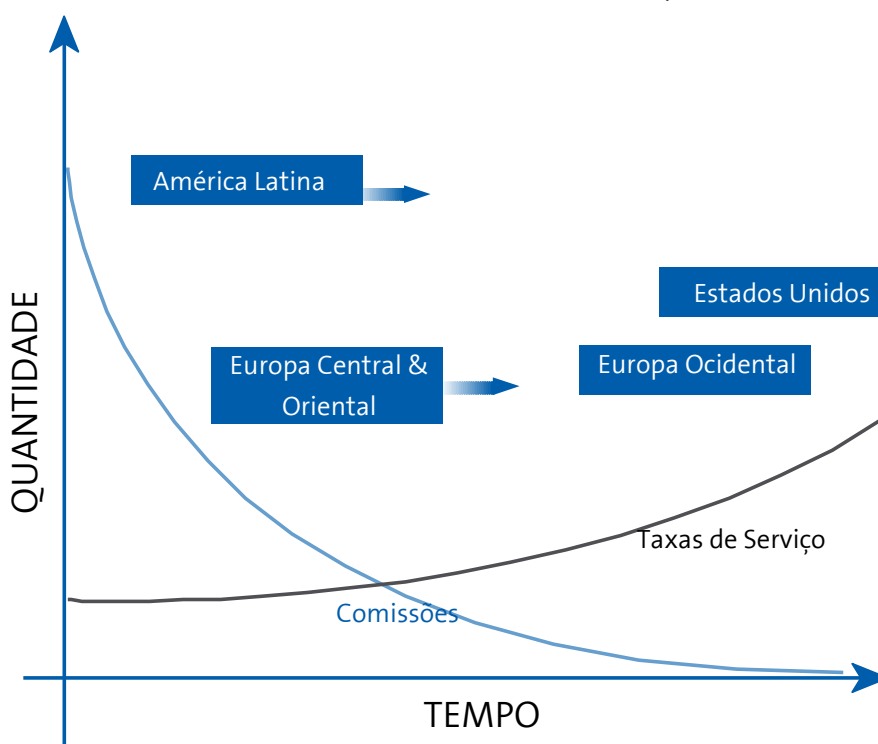 América Latina
Estados Unidos
Europa Central &
Oriental
Europa Ocidental
QUANTIDADE
Taxas de Serviço
Comissões
TEMPO